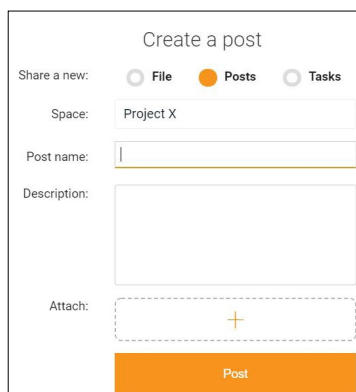 Create a post
Share a new: File Posts Tasks
Space: Project X
Post name:
Description:
Attach:
Post